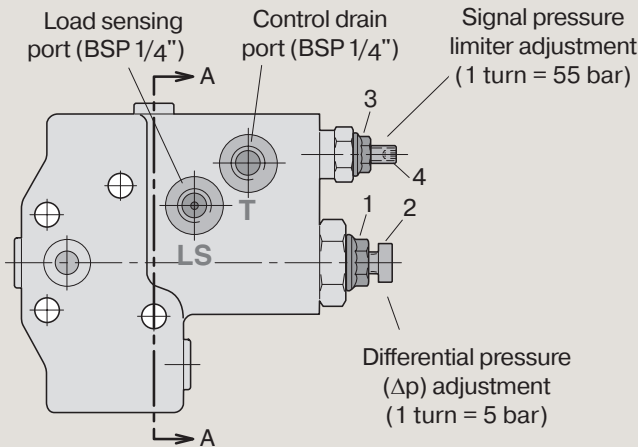 Load sensing
port (BSP 1/4")
Control drain
port (BSP 1/4")
Signal pressure
limiter adjustment
(1 turn = 55 bar)
A
3
4
T
LS
1
2
Differential pressure
(Δp) adjustment
(1 turn = 5 bar)
A